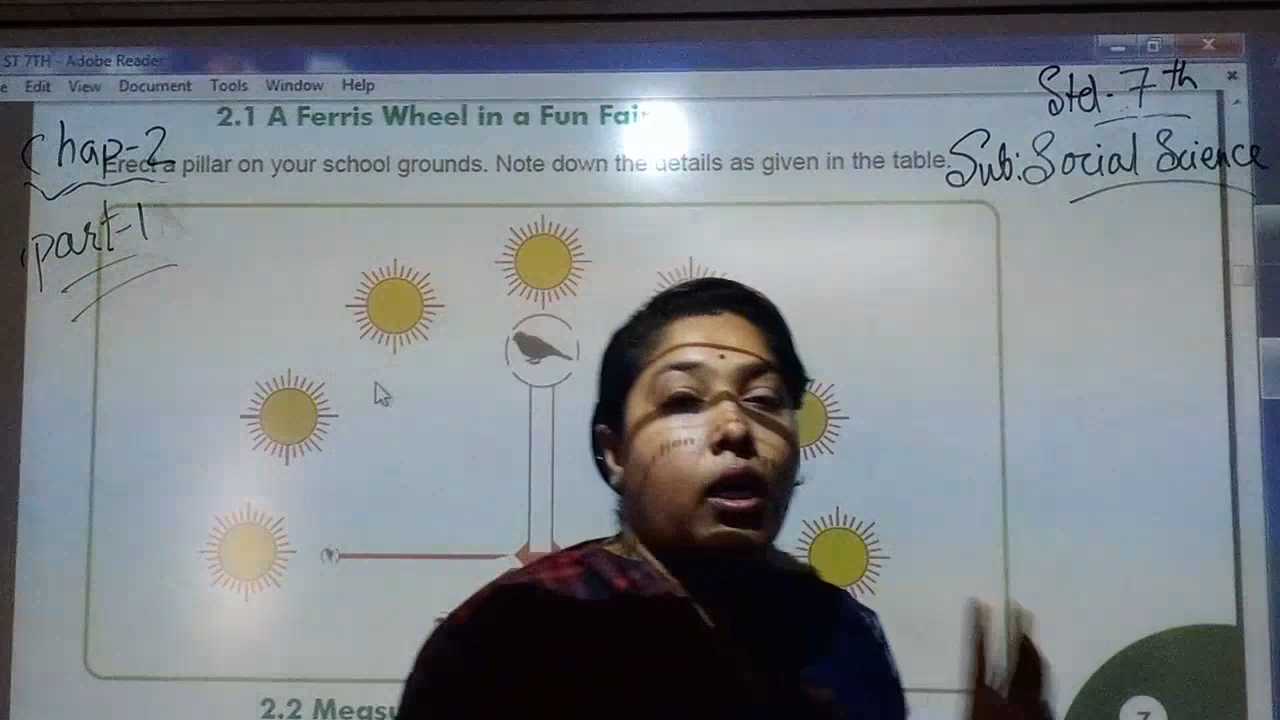 ST 7TH - Adobe Reader
Edit View Document Tools Window Help
Std- 7th
2.1 A Ferris Wheel in a Fun Fair
Chap-2
Erect a pillar on your school grounds. Note down the details as given in the table.
Sub: Social Science
part-1
2.2
7